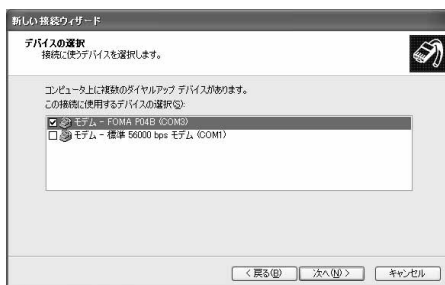 新しい接続ウィザード
デバイスの選択
接続に使うデバイスを選択します。
コンピュータ上に複数のダイヤルアップ デバイスがあります。
この接続に使用するデバイスの選択(S):
モデム - FOMA P04B (COM3)
モデム - 標準 56000 bps モデム (COM1)
< 戻る(B)
次へ(N) >
キャンセル